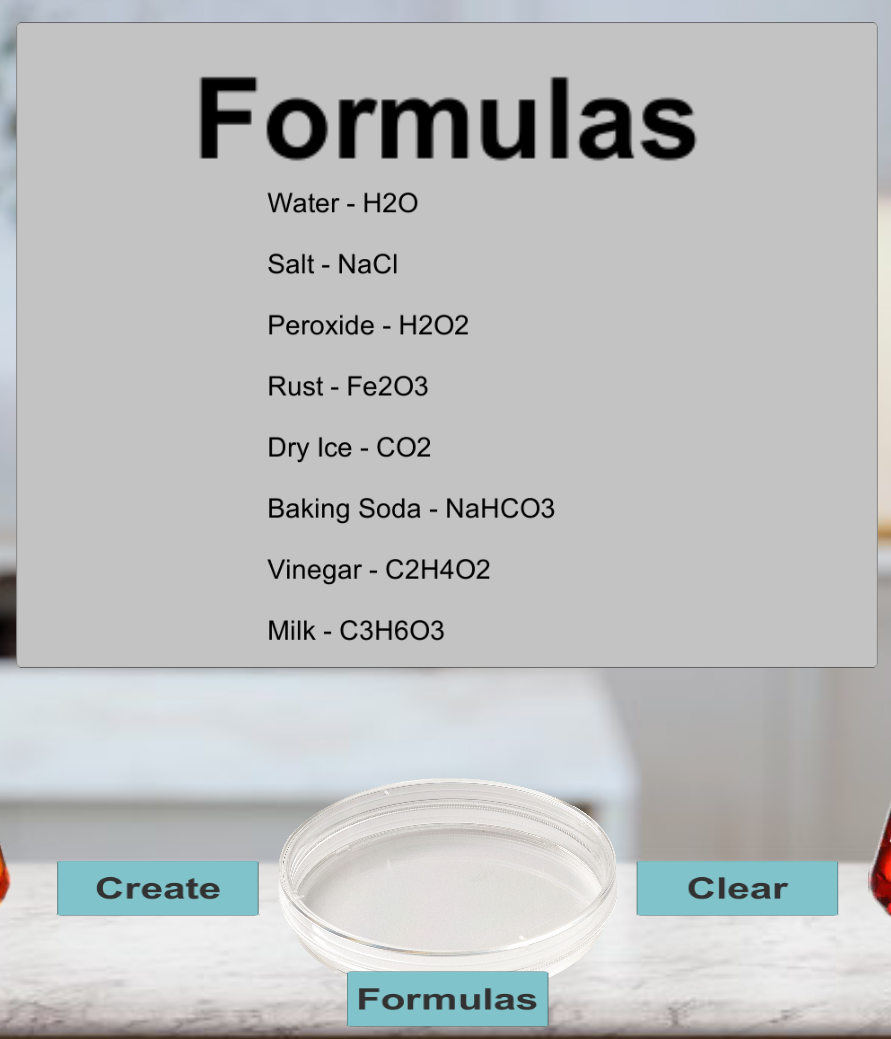 Formulas
Water - H2O
Salt - NaCl
Peroxide - H2O2
Rust - Fe2O3
Dry Ice - CO2
Baking Soda - NaHCO3
Vinegar - C2H4O2
Milk - C3H6O3
Create
Clear
Formulas